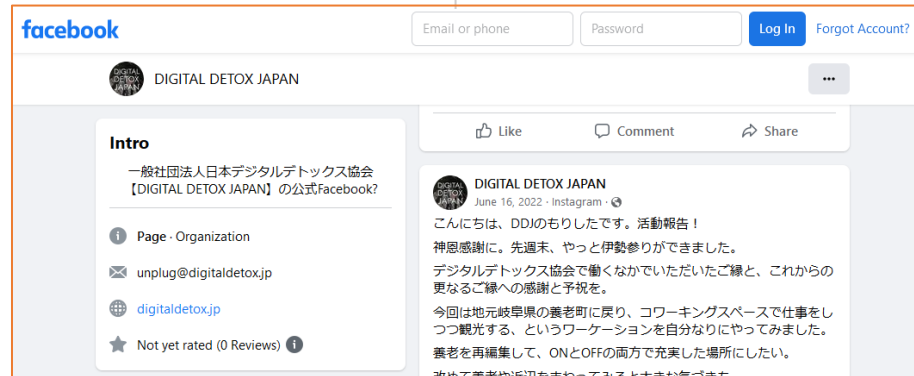 facebook
Email or phone
Password
Log In
Forgot Account?
DIGITAL DETOX JAPAN
DIGITAL DETOX JAPAN
Intro
一般社団法人日本デジタルデトックス協会
【DIGITAL DETOX JAPAN】の公式Facebook?
Page · Organization
unplug@digitaldetox.jp
digitaldetox.jp
Not yet rated (0 Reviews)
Like
Comment
Share
DIGITAL DETOX JAPAN
DIGITAL DETOX JAPAN
June 16, 2022 · Instagram ·
こんにちは、DDJのもりしたです。活動報告！
神恩感謝に。先週末、やっと伊勢参りができました。
デジタルデトックス協会で働くなかでいただいたご縁と、これからの
更なるご縁への感謝と予祝を。
今回は地元岐阜県の養老町に戻り、コワーキングスペースで仕事をし
つつ観光する、というワーケーションを自分なりにやってみました。
養老を再編集して、ONとOFFの両方で充実した場所にしたい。